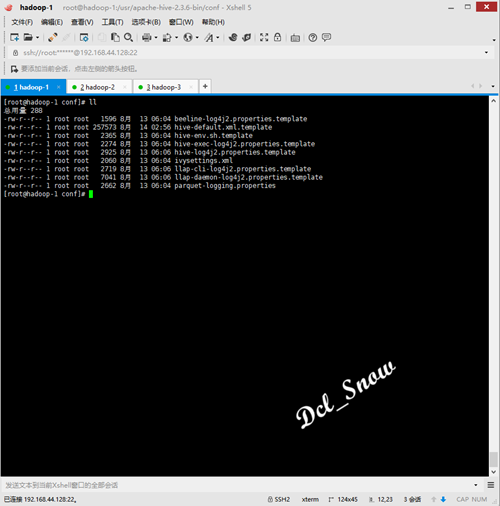 hadoop-1 root@hadoop-1:/usr/apache-hive-2.3.6-bin/conf - Xshell 5
文件(F) 编辑(E) 查看(V) 工具(T) 选项卡(B) 窗口(W) 帮助(H)
ssh://root:******@192.168.44.128:22
要添加当前会话，点击左侧的箭头按钮。
1 hadoop-1 × 2 hadoop-2 × 3 hadoop-3 × +
[root@hadoop-1 conf]# ll
总用量 288
-rw-r--r-- 1 root root 1596 8月 13 06:04 beeline-log4j2.properties.template
-rw-r--r-- 1 root root 257573 8月 14 02:56 hive-default.xml.template
-rw-r--r-- 1 root root 2365 8月 13 06:04 hive-env.sh.template
-rw-r--r-- 1 root root 2274 8月 13 06:04 hive-exec-log4j2.properties.template
-rw-r--r-- 1 root root 2925 8月 13 06:06 hive-log4j2.properties.template
-rw-r--r-- 1 root root 2060 8月 13 06:04 ivysettings.xml
-rw-r--r-- 1 root root 2719 8月 13 06:06 llap-cli-log4j2.properties.template
-rw-r--r-- 1 root root 7041 8月 13 06:06 llap-daemon-log4j2.properties.template
-rw-r--r-- 1 root root 2662 8月 13 06:04 parquet-logging.properties
[root@hadoop-1 conf]#
Dcl_Snow
发送文本到当前Xshell窗口的全部会话
已连接 192.168.44.128:22。 SSH2 xterm 124x45 12,23 3 会话 CAP NUM